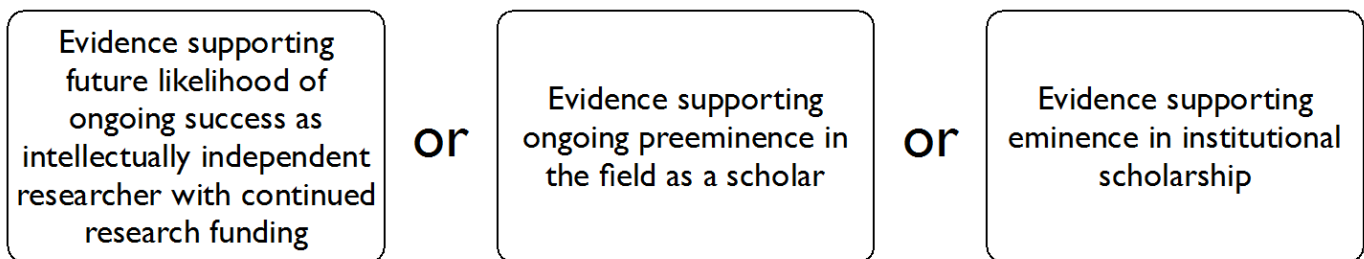 Evidence supporting
future likelihood of
ongoing success as
intellectually independent
researcher with continued
research funding
or
Evidence supporting
ongoing preeminence in
the field as a scholar
or
Evidence supporting
eminence in institutional
scholarship